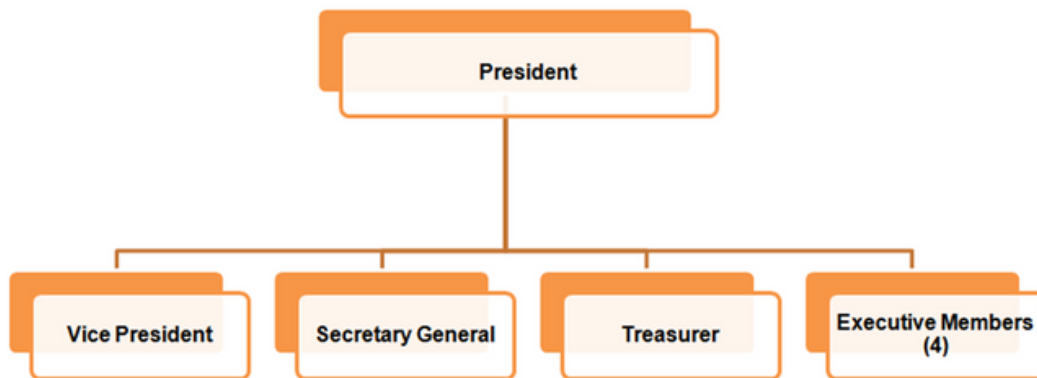 President
Vice President
Secretary General
Treasurer
Executive Members
(4)